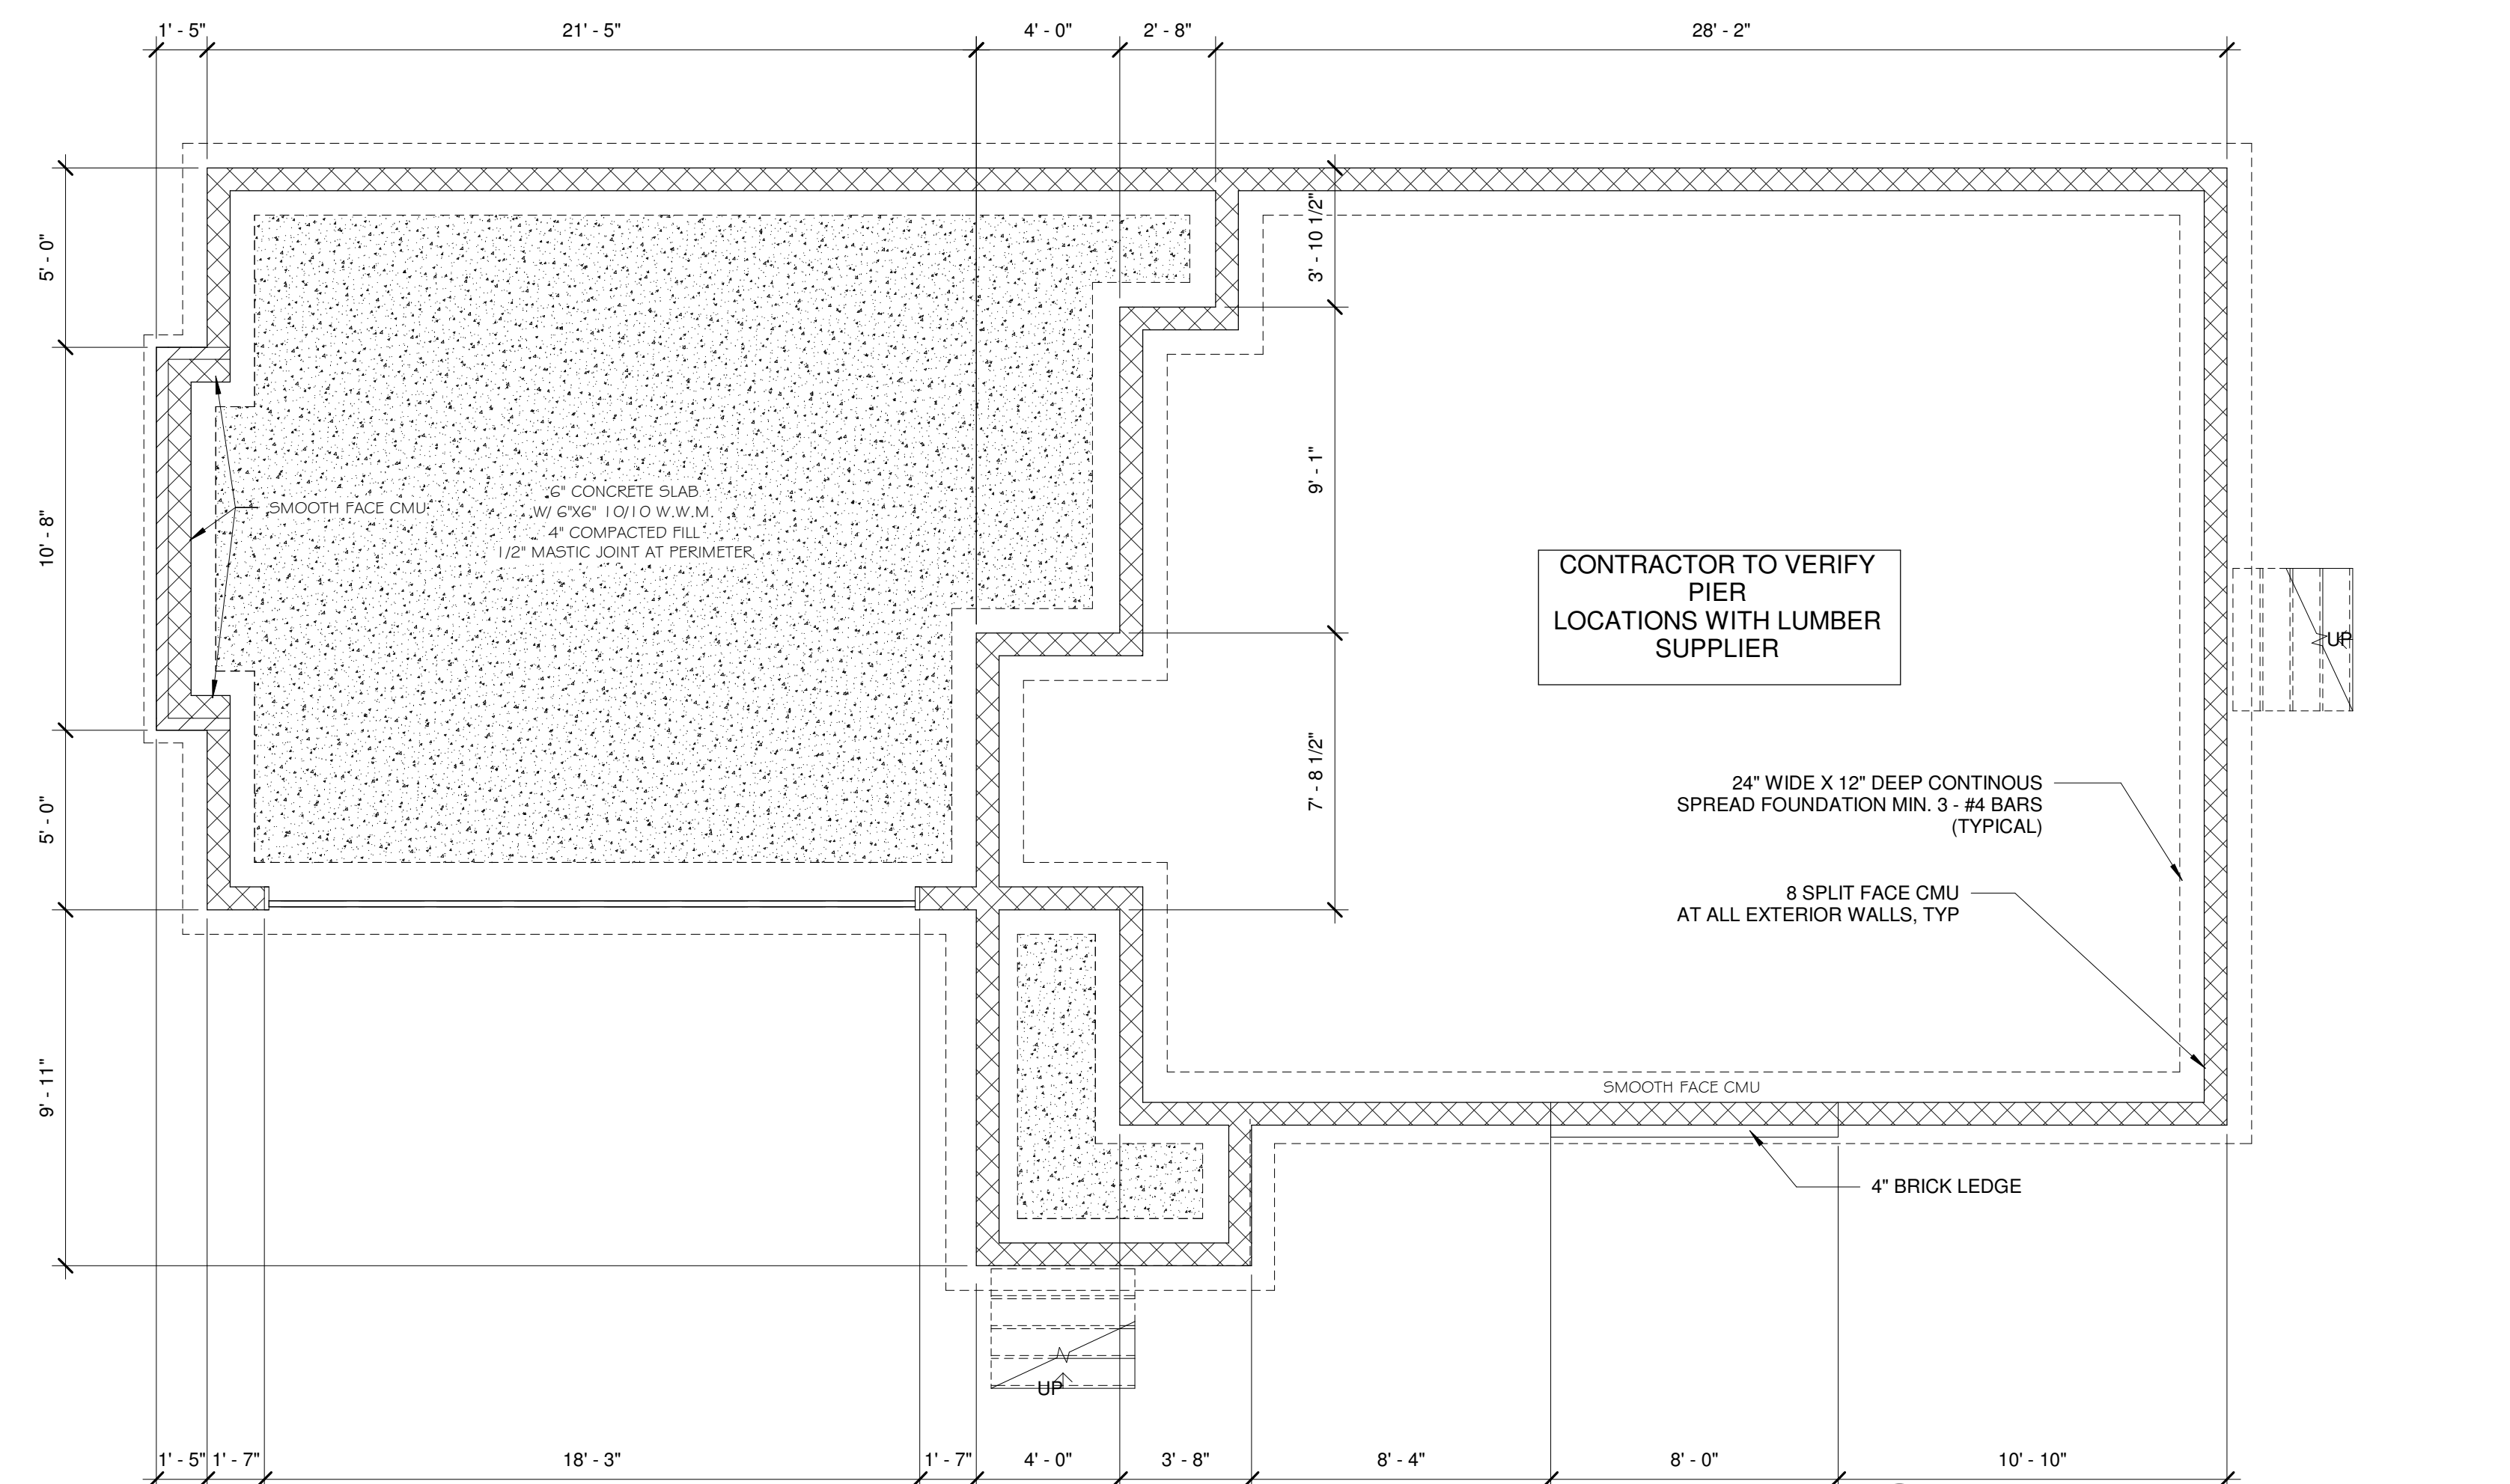 1' - 5"
21' - 5"
4' - 0"
2' - 8"
28' - 2"
5' - 0"
3' - 10 1/2"
10' - 8"
9' - 1"
SMOOTH FACE CMU
6" CONCRETE SLAB
W/ 6"X6" 10/10 W.W.M.
4" COMPACTED FILL
1/2" MASTIC JOINT AT PERIMETER
CONTRACTOR TO VERIFY
PIER
LOCATIONS WITH LUMBER
SUPPLIER
UP
5' - 0"
7' - 8 1/2"
24" WIDE X 12" DEEP CONTINOUS
SPREAD FOUNDATION MIN. 3 - #4 BARS
(TYPICAL)
8 SPLIT FACE CMU
AT ALL EXTERIOR WALLS, TYP
9' - 11"
SMOOTH FACE CMU
4" BRICK LEDGE
UP
1' - 5"
1' - 7"
18' - 3"
1' - 7"
4' - 0"
3' - 8"
8' - 4"
8' - 0"
10' - 10"